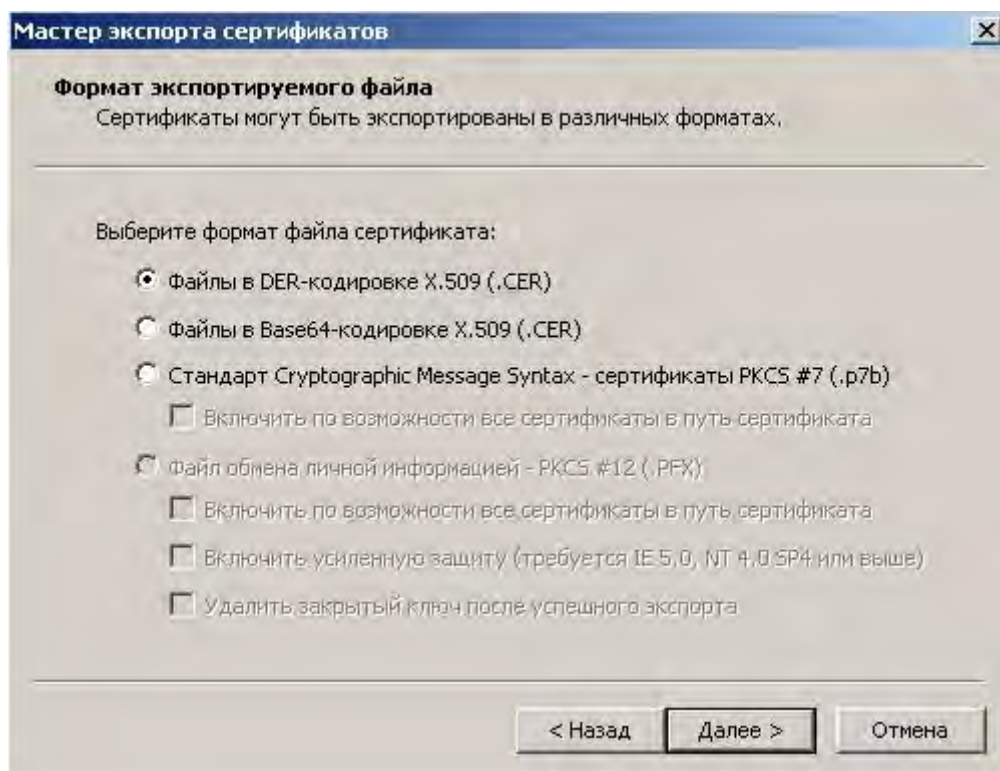 Мастер экспорта сертификатов
Формат экспортируемого файла
Сертификаты могут быть экспортированы в различных форматах.
Выберите формат файла сертификата:
Файлы в DER-кодировке X.509 (.CER)
Файлы в Base64-кодировке X.509 (.CER)
Стандарт Cryptographic Message Syntax - сертификаты PKCS #7 (.p7b)
Включить по возможности все сертификаты в путь сертификата
Файл обмена личной информацией - PKCS #12 (.PFX)
Включить по возможности все сертификаты в путь сертификата
Включить усиленную защиту (требуется IE 5.0, NT 4.0 SP4 или выше)
Удалить закрытый ключ после успешного экспорта
< Назад Далее > Отмена